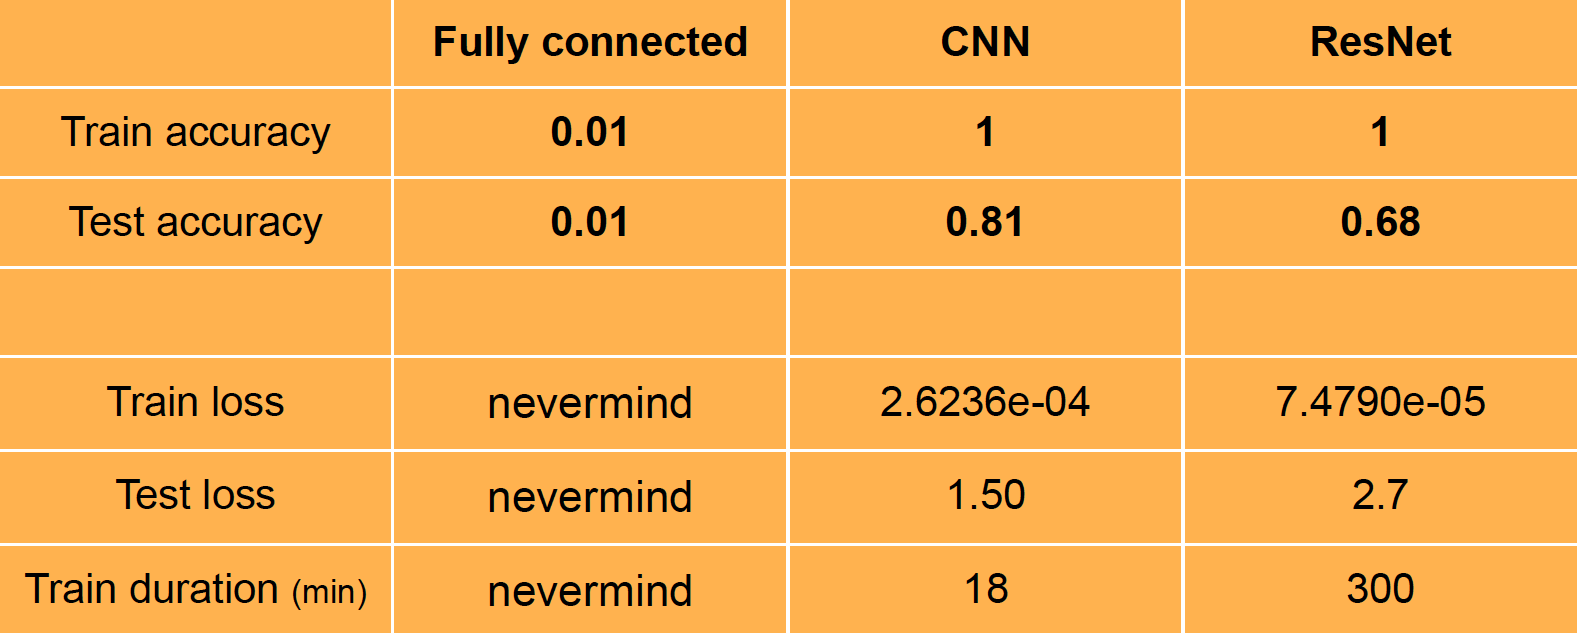 Fully connected CNN ResNet
Train accuracy 0.01 1 1
Test accuracy 0.01 0.81 0.68
Train loss nevermind 2.6236e-04 7.4790e-05
Test loss nevermind 1.50 2.7
Train duration (min) nevermind 18 300